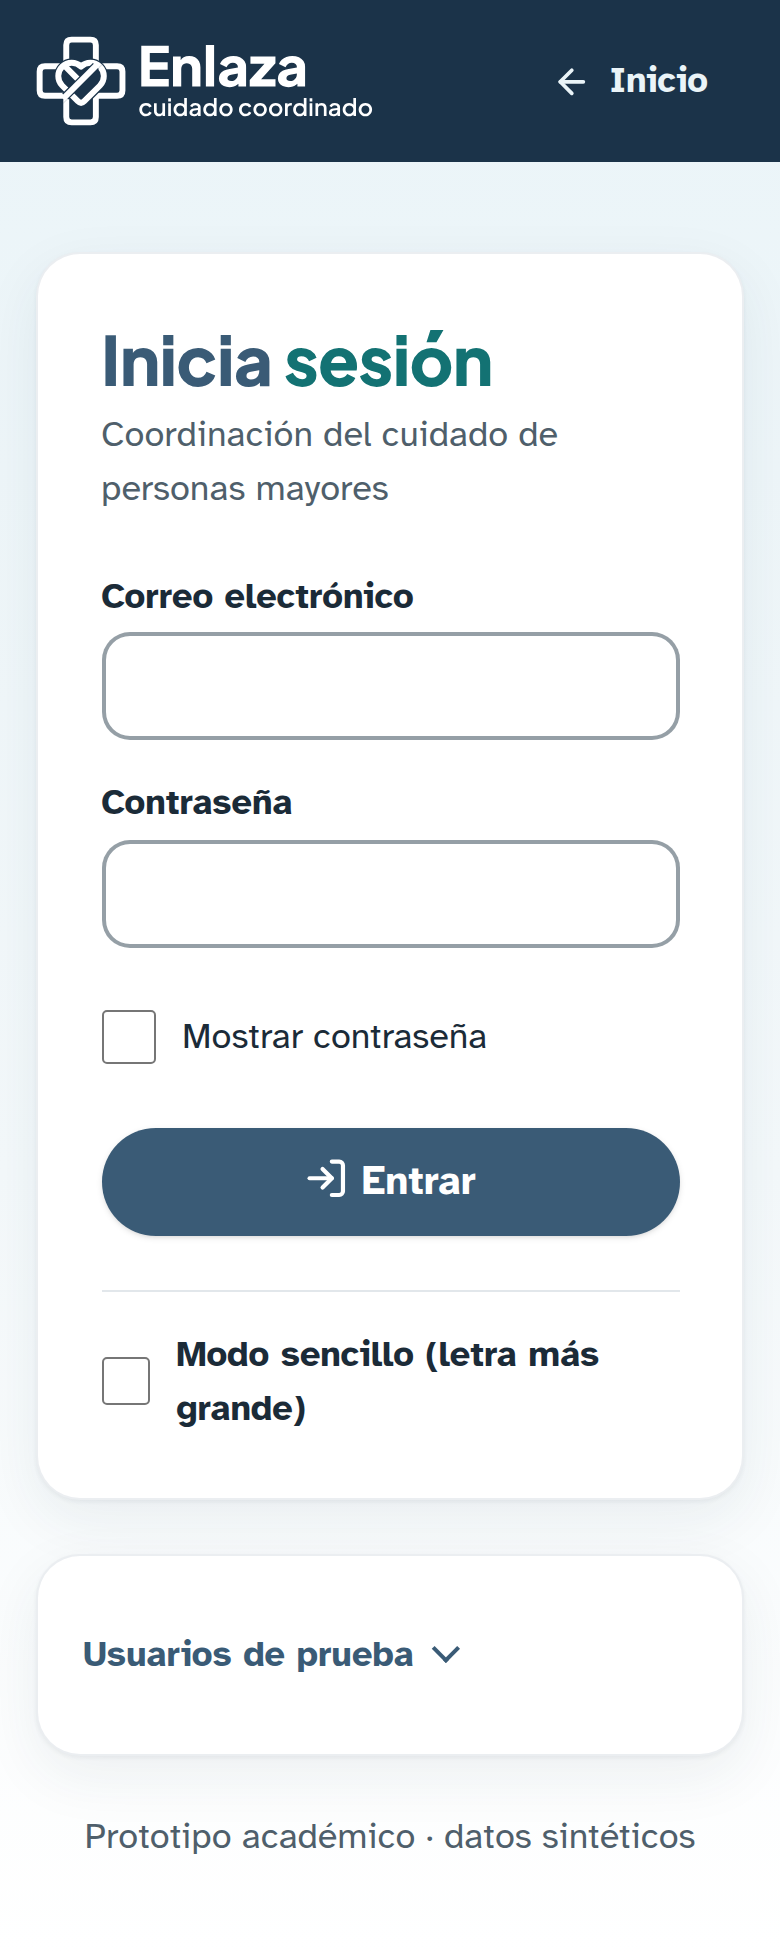 Enlaza
cuidado coordinado
Inicio
Inicia sesión
Coordinación del cuidado de
personas mayores
Correo electrónico
Contraseña
Mostrar contraseña
Entrar
Modo sencillo (letra más
grande)
Usuarios de prueba
Prototipo académico · datos sintéticos